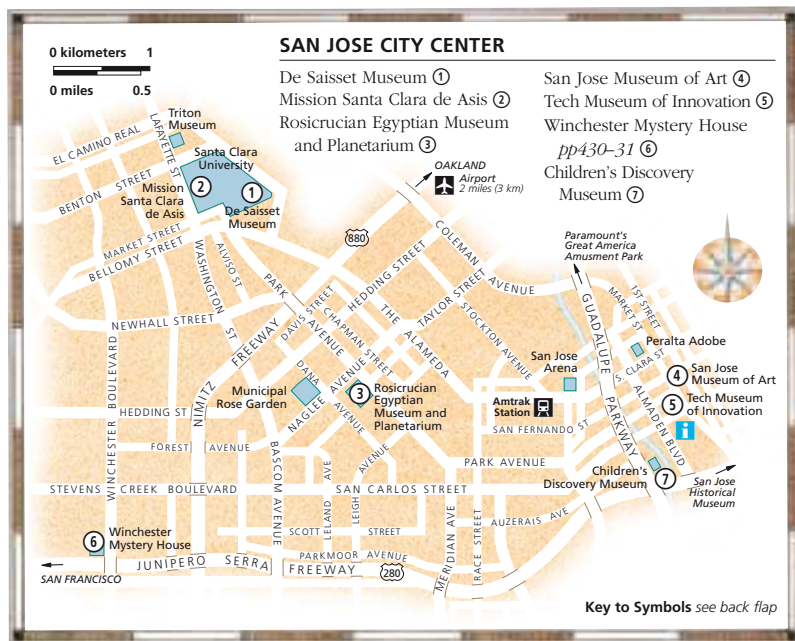 SAN JOSE CITY CENTER
0 kilometers 1
0 miles 0.5
De Saisset Museum ①
Mission Santa Clara de Asis ②
Rosicrucian Egyptian Museum
and Planetarium ③
San Jose Museum of Art ④
Tech Museum of Innovation ⑤
Winchester Mystery House
pp430–31 ⑥
Children's Discovery
Museum ⑦
Triton
Museum
EL CAMINO REAL
LAFAYETTE ST
Santa Clara
University
BENTON STREET
Mission
Santa Clara
de Asis
②
①
De Saisset
Museum
OAKLAND
Airport
2 miles (3 km)
MARKET STREET
BELLOMY STREET
WASHINGTON ST
ALVISO ST
880
COLEMAN AVENUE
Paramount's
Great America
Amusement Park
PARK AVENUE
HEDDING STREET
DAVIS STREET
CHAPMAN STREET
THE ALAMEDA
TAYLOR STREET
STOCKTON AVENUE
GUADALUPE PARKWAY
MARKET ST
1ST STREET
NEWHALL STREET
NIMITZ FREEWAY
WINCHESTER BOULEVARD
Peralta Adobe
San Jose
Arena
S. CLARA ST
④
San Jose
Museum of Art
DANA AVENUE
NAGLEE AVENUE
Municipal
Rose Garden
③
Rosicrucian
Egyptian
Museum and
Planetarium
Amtrak
Station
⑤
Tech Museum
of Innovation
ALMADEN BLVD
i
HEDDING ST
SAN FERNANDO ST
FOREST AVENUE
BASCOM AVENUE
PARK AVENUE
Children's
Discovery Museum
⑦
San Jose
Historical
Museum
STEVENS CREEK BOULEVARD
SAN CARLOS STREET
LELAND AVE
LEIGH AVENUE
MERIDIAN AVE
RACE STREET
AUZERAIS AVE
SCOTT STREET
⑥
Winchester
Mystery House
PARKMOOR AVENUE
JUNIPERO SERRA FREEWAY
280
SAN FRANCISCO
Key to Symbols see back flap